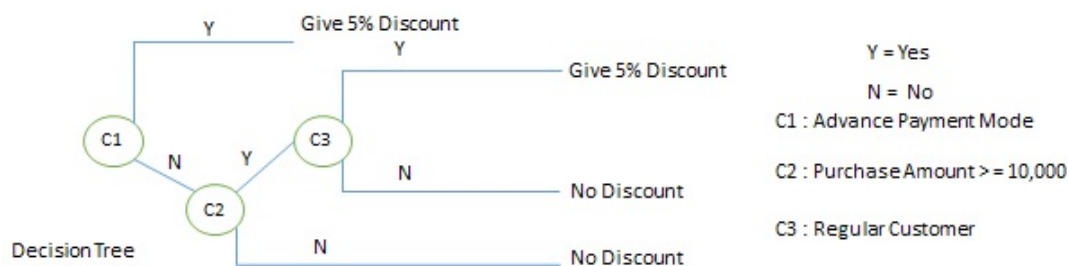 Y
Give 5% Discount
Y
Give 5% Discount
Y = Yes
N = No
C1
N
Y
C3
C1 : Advance Payment Mode
N
No Discount
C2 : Purchase Amount > = 10,000
C2
C3 : Regular Customer
Decision Tree
N
No Discount